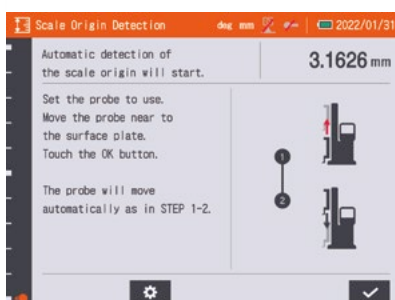 Scale Origin Detection
deg mm
2022/01/31
Automatic detection of
the scale origin will start.
3.1626 mm
Set the probe to use.
Move the probe near to
the surface plate.
Touch the OK button.
The probe will move
automatically as in STEP 1-2.
1
2